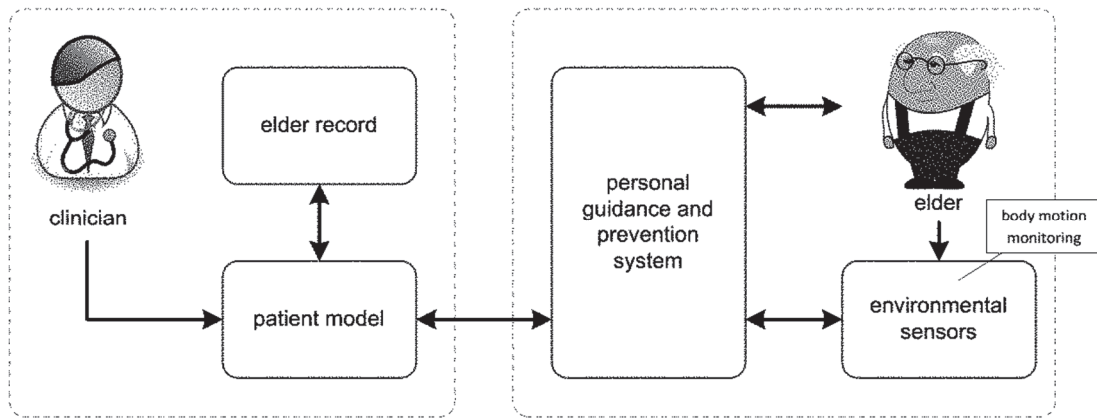 clinician
elder record
patient model
personal
guidance and
prevention
system
elder
body motion
monitoring
environmental
sensors